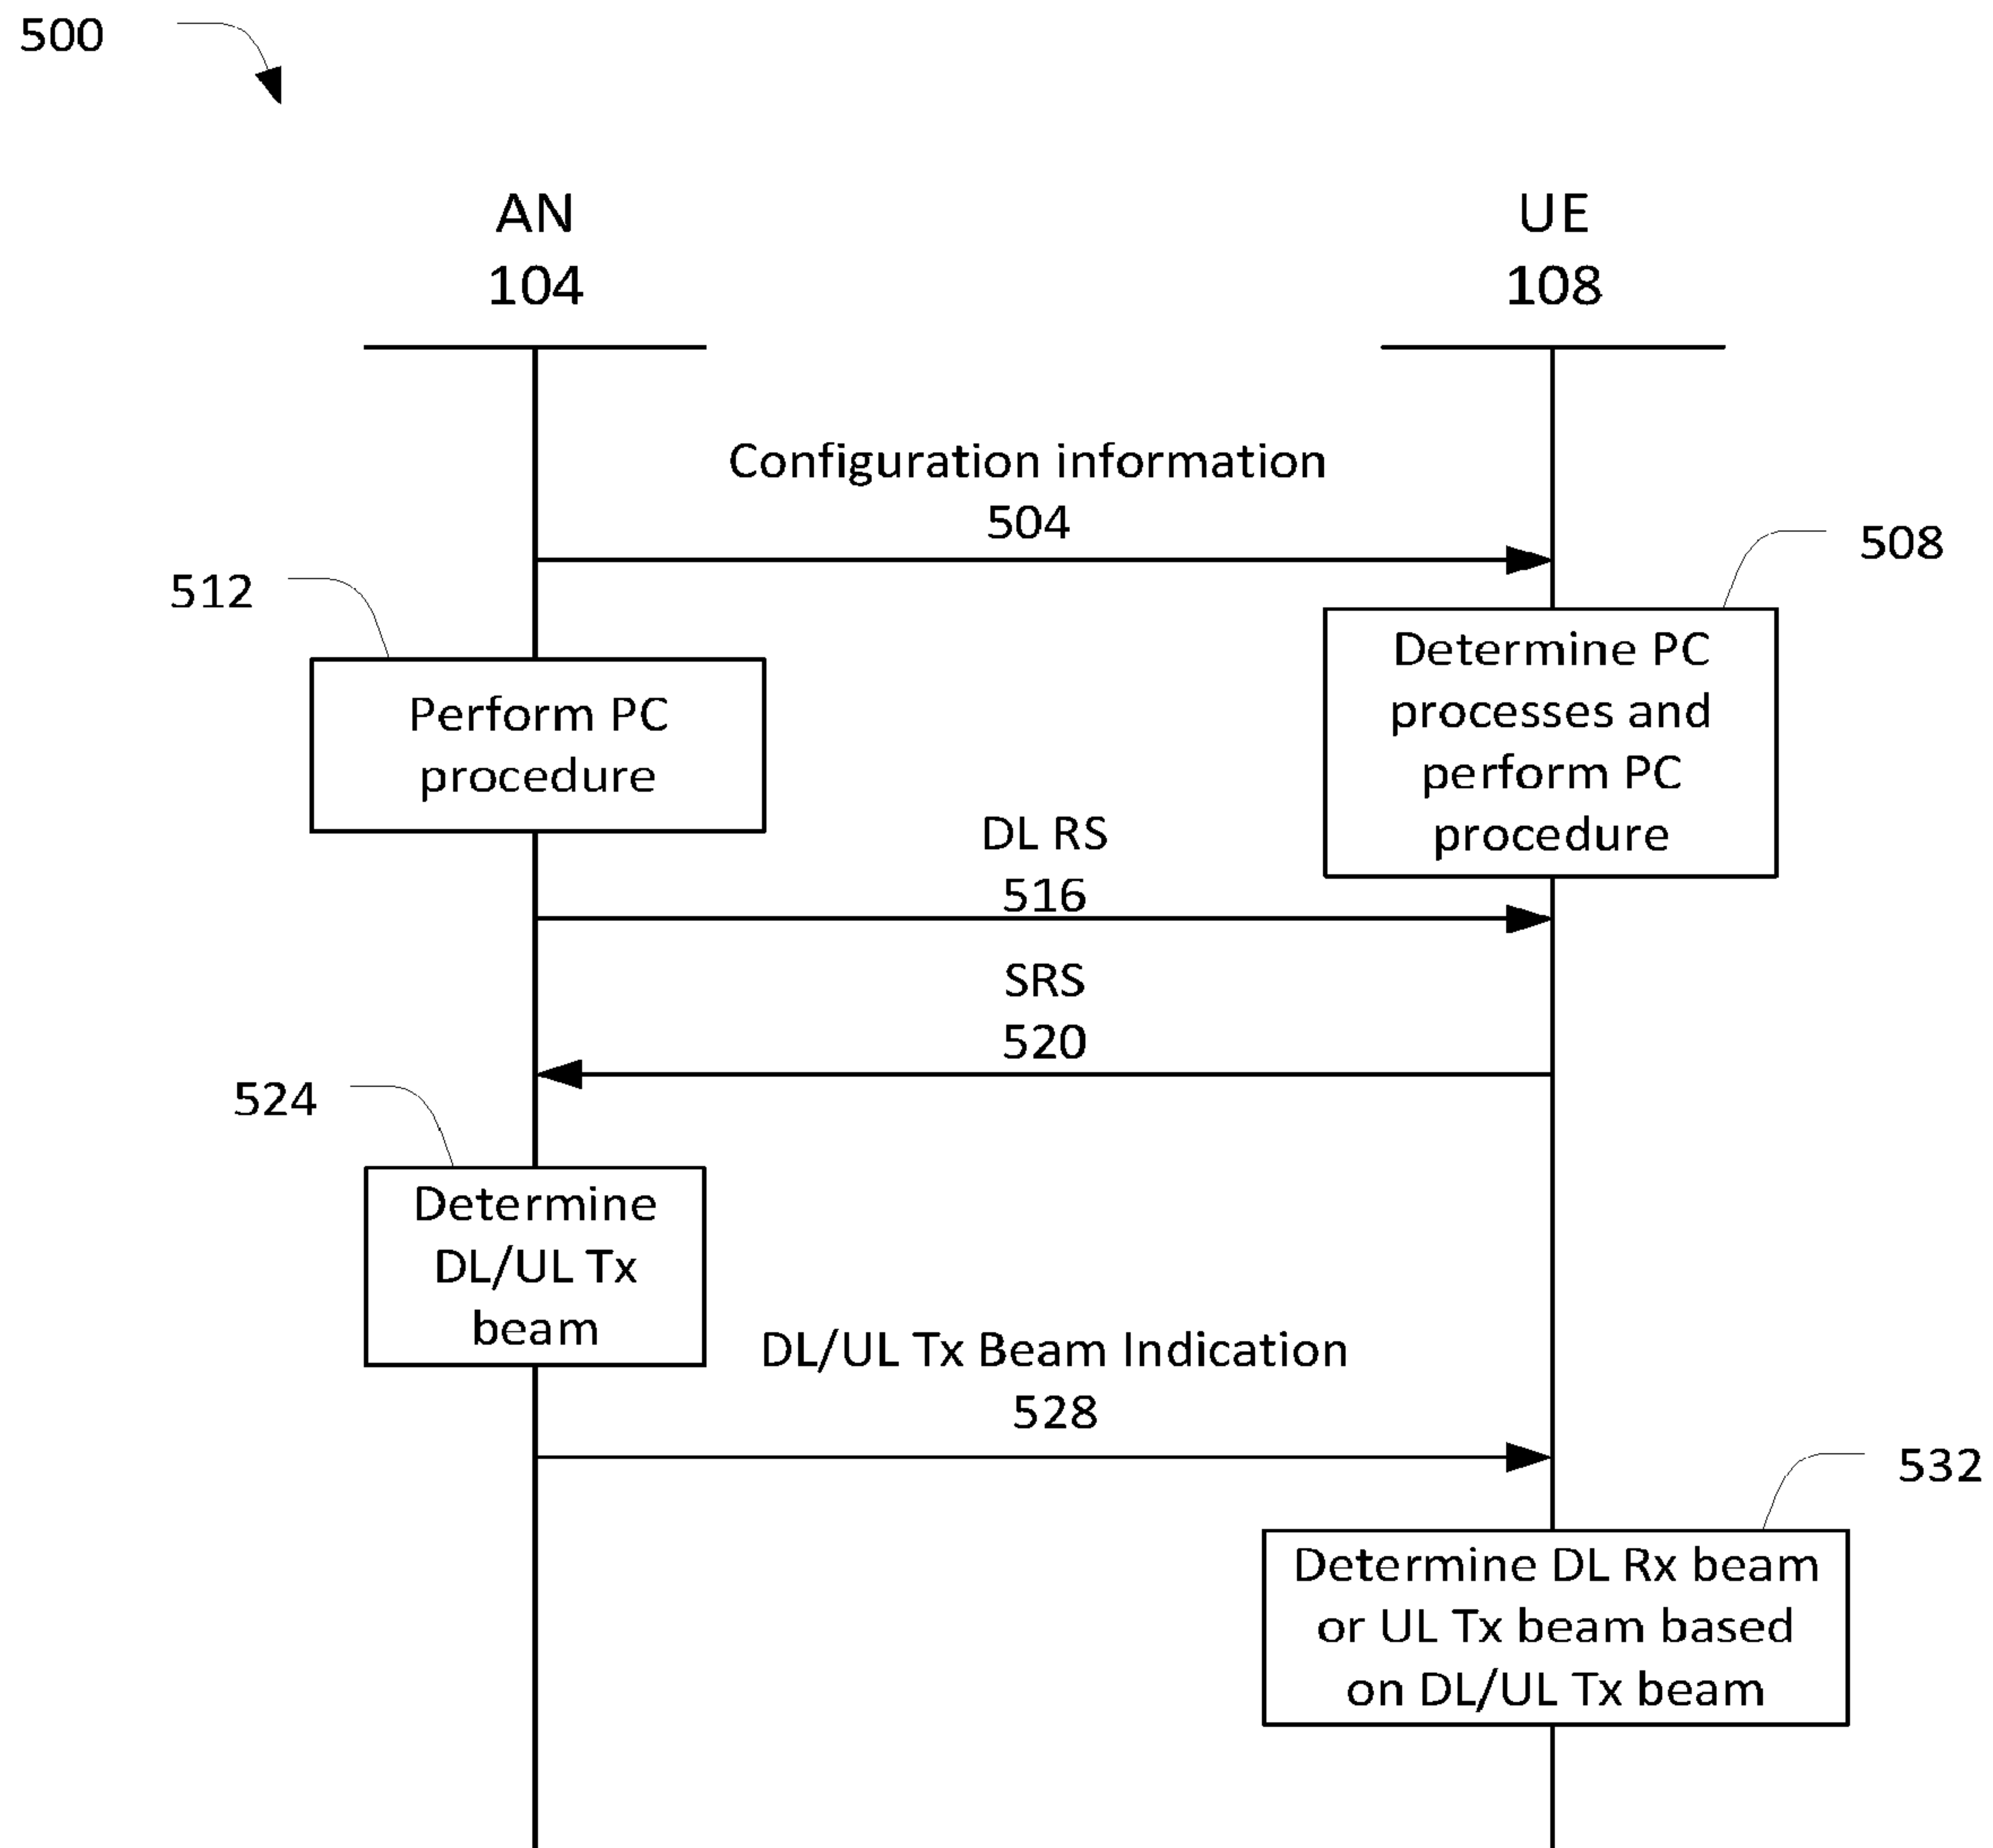 500
AN
104
UE
108
Configuration information
504
508
512
Determine PC
processes and
perform PC
procedure
Perform PC
procedure
DL RS
516
SRS
520
524
Determine
DL/UL Tx
beam
DL/UL Tx Beam Indication
528
532
Determine DL Rx beam
or UL Tx beam based
on DL/UL Tx beam